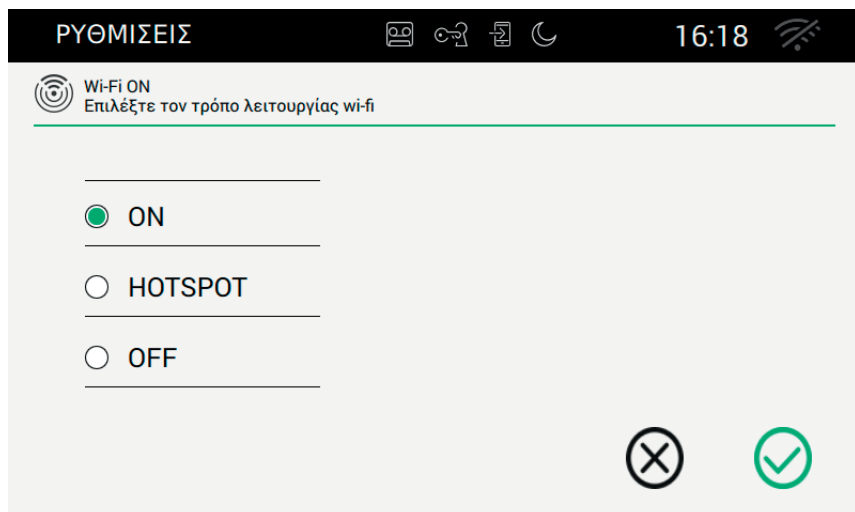 ΡΥΘΜΙΣΕΙΣ 16:18
Wi-Fi ON
Επιλέξτε τον τρόπο λειτουργίας wi-fi
ON
HOTSPOT
OFF